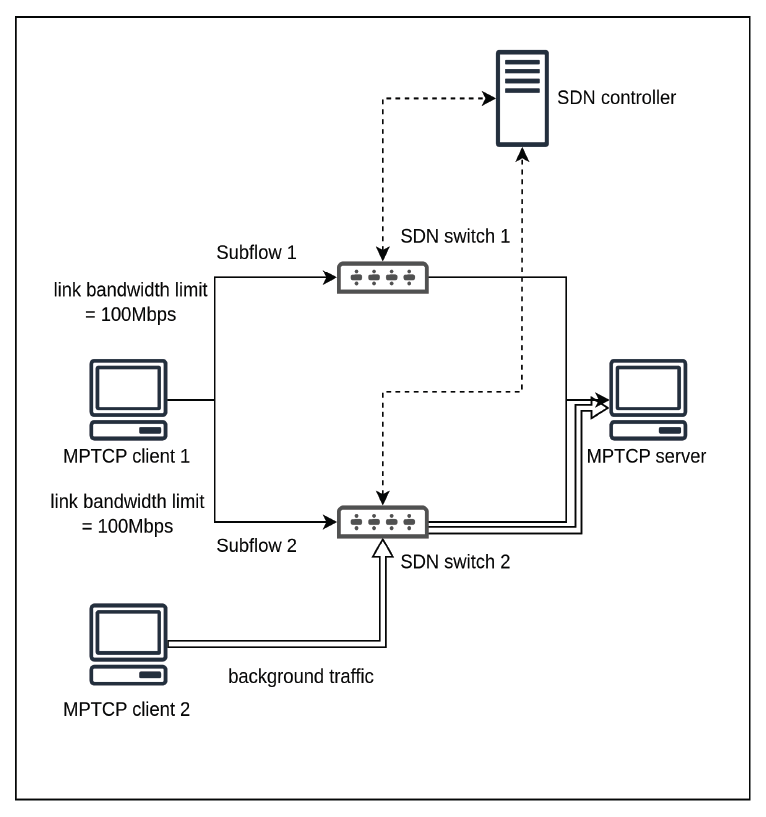 SDN controller
SDN switch 1
Subflow 1
link bandwidth limit
= 100Mbps
MPTCP client 1
MPTCP server
link bandwidth limit
= 100Mbps
Subflow 2
SDN switch 2
background traffic
MPTCP client 2